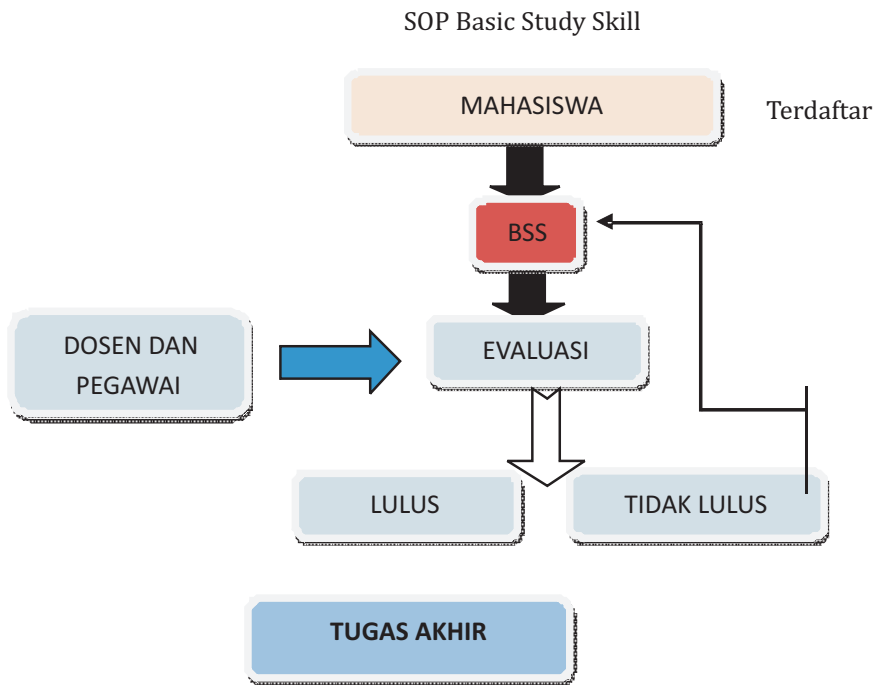 SOP Basic Study Skill
MAHASISWA
Terdaftar
BSS
DOSEN DAN
PEGAWAI
EVALUASI
LULUS
TIDAK LULUS
TUGAS AKHIR